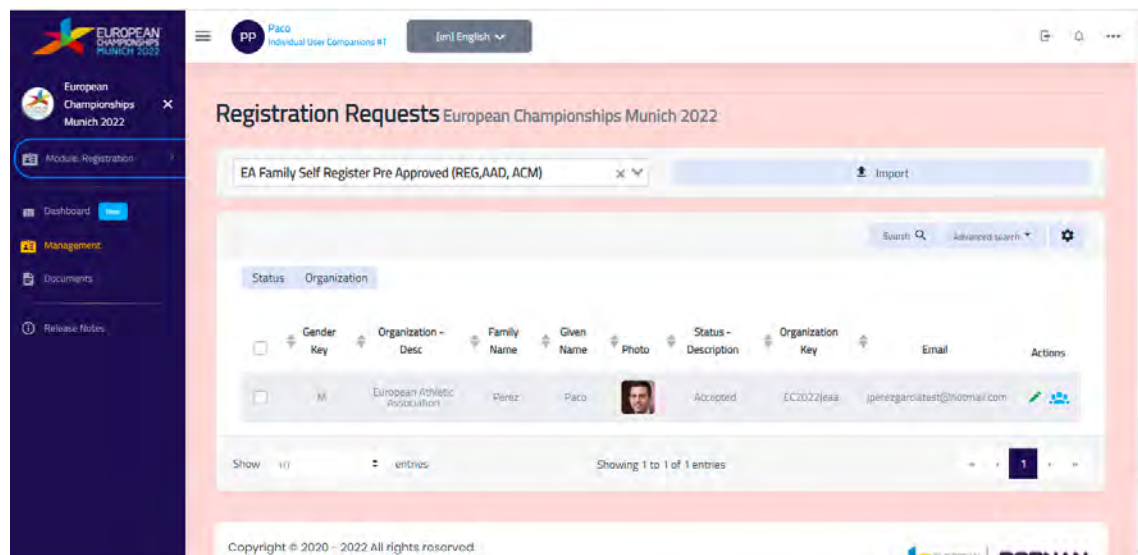 EUROPEAN
CHAMPIONSHIPS
MUNICH 2022
PP
Paco
Individual User Companions #1
[en] English
European
Championships
Munich 2022
Module: Registration
Registration Requests European Championships Munich 2022
EA Family Self Register Pre Approved (REG,AAD, ACM)
Import
Dashboard
New
Management
Documents
Release Notes
Search
Advanced search
Status
Organization
Gender
Key
Organization -
Desc
Family
Name
Given
Name
Photo
Status -
Description
Organization
Key
Email
Actions
M
European Athletic
Association
Perez
Paco
Accepted
EC2022|eaa
jperezgarciatest@hotmail.com
Show 10 entries
Showing 1 to 1 of 1 entries
1
Copyright © 2020 - 2022 All rights reserved